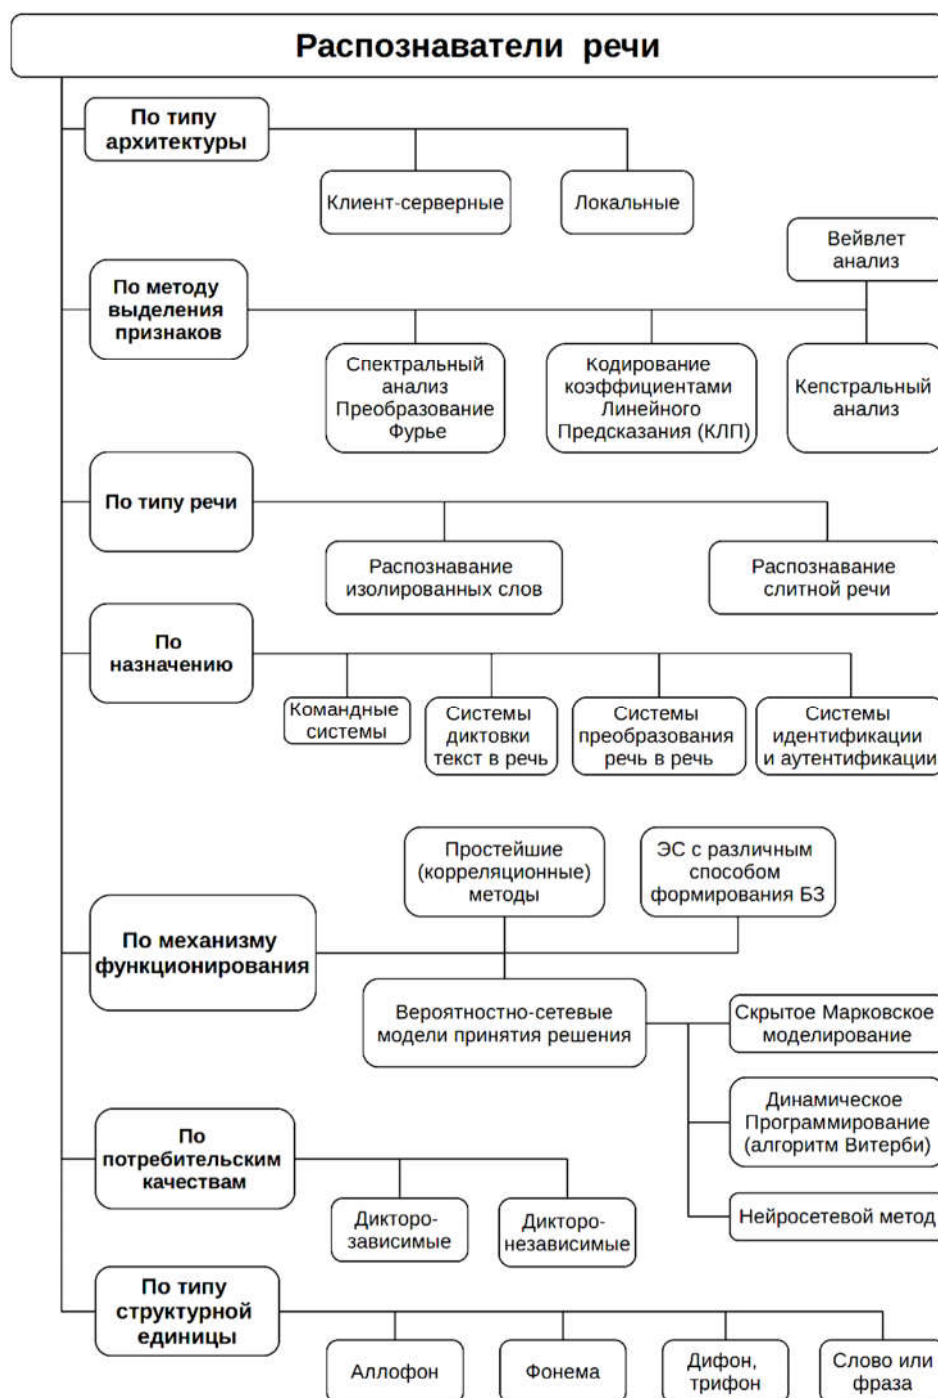 Распознаватели речи
По типу
архитектуры
Клиент-серверные
Локальные
Вейвлет
анализ
По методу
выделения
признаков
Спектральный
анализ
Преобразование
Фурье
Кодирование
коэффициентами
Линейного
Предсказания (КЛП)
Кепстральный
анализ
По типу речи
Распознавание
изолированных слов
Распознавание
слитной речи
По
назначению
Командные
системы
Системы
диктовки
текст в речь
Системы
преобразования
речь в речь
Системы
идентификации
и аутентификации
Простейшие
(корреляционные)
методы
ЭС с различным
способом
формирования БЗ
По механизму
функционирования
Вероятностно-сетевые
модели принятия решения
Скрытое Марковское
моделирование
Динамическое
Программирование
(алгоритм Витерби)
Нейросетевой метод
По
потребительским
качествам
Дикторо-
зависимые
Дикторо-
независимые
По типу
структурной
единицы
Аллофон
Фонема
Дифон,
трифон
Слово или
фраза